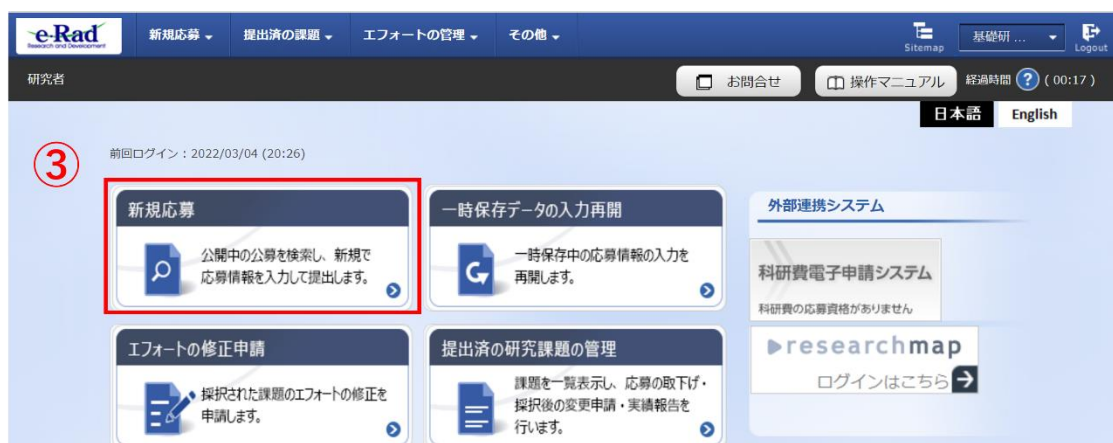 e-Rad
Research and Development
新規応募
提出済の課題
エフォートの管理
その他
Sitemap
基礎研 ...
Logout
研究者
お問合せ
操作マニュアル
経過時間 ? ( 00:17 )
日本語
English
③
前回ログイン：2022/03/04 (20:26)
新規応募
公開中の公募を検索し、新規で
応募情報を入力して提出します。
一時保存データの入力再開
一時保存中の応募情報の入力を
再開します。
外部連携システム
科研費電子申請システム
科研費の応募資格がありません
researchmap
ログインはこちら
エフォートの修正申請
採択された課題のエフォートの修正を
申請します。
提出済の研究課題の管理
課題を一覧表示し、応募の取下げ・
採択後の変更申請・実績報告を
行います。